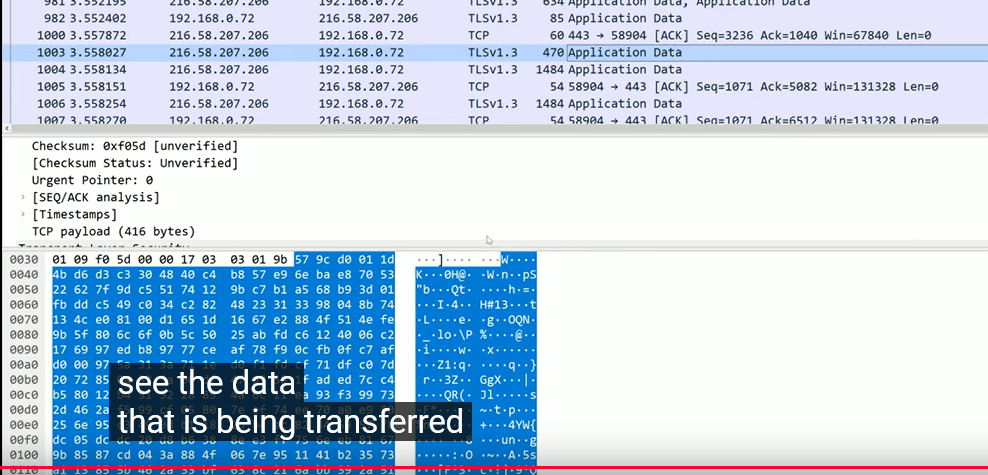 981 3.552195 216.58.207.206 192.168.0.72 TLSv1.3 634 Application Data, Application Data
982 3.552402 216.58.207.206 192.168.0.72 TLSv1.3 85 Application Data
1000 3.557872 216.58.207.206 192.168.0.72 TCP 60 443 → 58904 [ACK] Seq=3236 Ack=1040 Win=67840 Len=0
1003 3.558027 216.58.207.206 192.168.0.72 TLSv1.3 470 Application Data
1004 3.558134 216.58.207.206 192.168.0.72 TLSv1.3 1484 Application Data
1005 3.558151 192.168.0.72 216.58.207.206 TCP 54 58904 → 443 [ACK] Seq=1071 Ack=5082 Win=131328 Len=0
1006 3.558254 216.58.207.206 192.168.0.72 TLSv1.3 1484 Application Data
1007 3.558270 192.168.0.72 216.58.207.206 TCP 54 58904 → 443 [ACK] Seq=1071 Ack=6512 Win=131328 Len=0
Checksum: 0xf05d [unverified]
[Checksum Status: Unverified]
Urgent Pointer: 0
[SEQ/ACK analysis]
[Timestamps]
TCP payload (416 bytes)
Transport Layer Security
0030 01 09 f0 5d 00 00 17 03 03 01 9b 57 9c d0 01 1d ···]···· ···W····
0040 4b d6 d3 c3 30 48 40 c4 b8 57 e9 6e ba e8 70 53 K···0H@· ·W·n··pS
0050 22 62 7f 9d c5 51 74 12 9b c7 b1 a5 68 b9 3d 01 "b···Qt· ····h·=·
0060 fb dd c5 49 c0 34 c2 82 48 23 31 33 98 04 8b 74 ···I·4·· H#13···t
0070 13 4c e0 81 00 d1 65 1d 16 67 e2 88 4f 51 4e fe ·L····e· ·g··OQN·
0080 9b 5f 80 6c 6f 0b 5c 50 25 ab fd c6 12 40 06 c2 ·_·lo·\P %····@··
0090 17 69 97 ed b8 97 77 ce af 78 f9 0c fb 0f c7 af ·i····w· ·x······
00a0 d0 00 97 5a 31 3a 71 1e cf 71 df c0 7d ···Z1:q· ····q··}
00b0 20 72 85 af ad ed 7c c4 r··3Z·· GgX···|·
00c0 b5 80 12 93 f3 99 73 ···QR(· J1····s
2d 46 2a
00e0 25 6e 95 ··+··4YW{
00f0 dc 05 dc
0100 9b 85 87 cd 04 3a 88 4f 06 7e 95 11 41 b2 35 73 ·····:·O ·~··A·5s
0110
see the data
that is being transferred